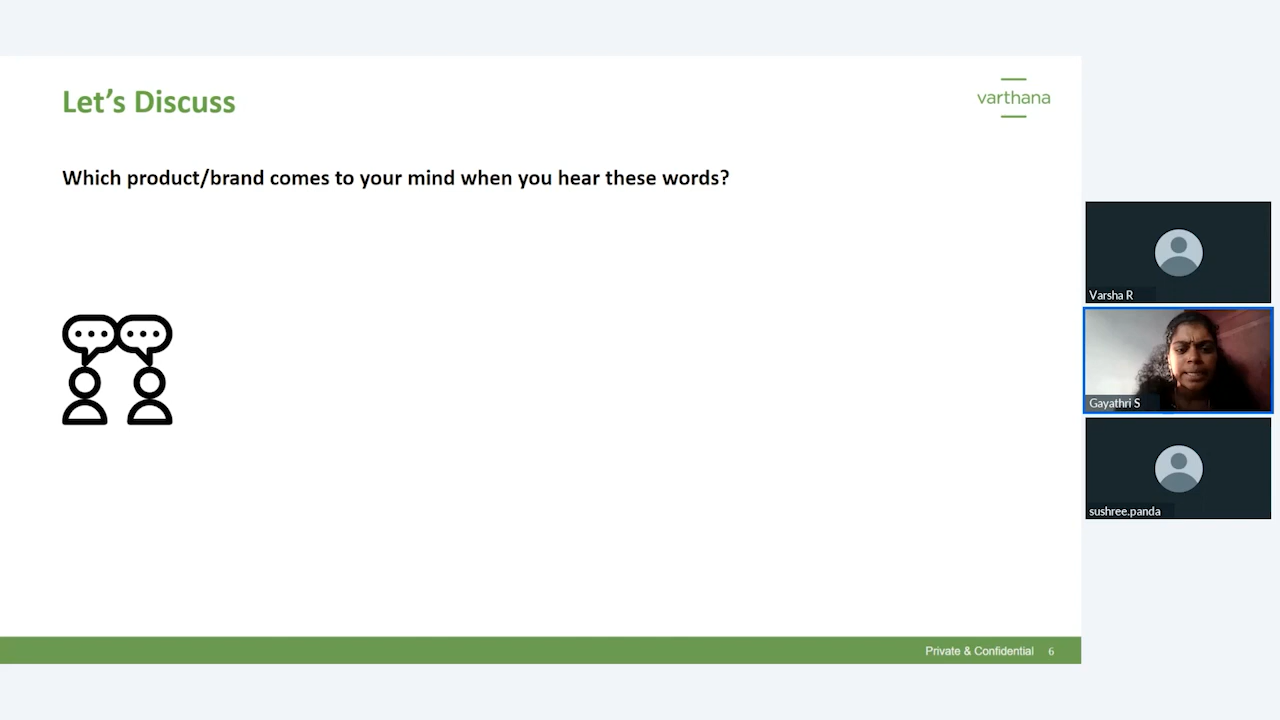 Let's Discuss
varthana
Which product/brand comes to your mind when you hear these words?
Varsha R
Gayathri S
sushree.panda
Private & Confidential 6